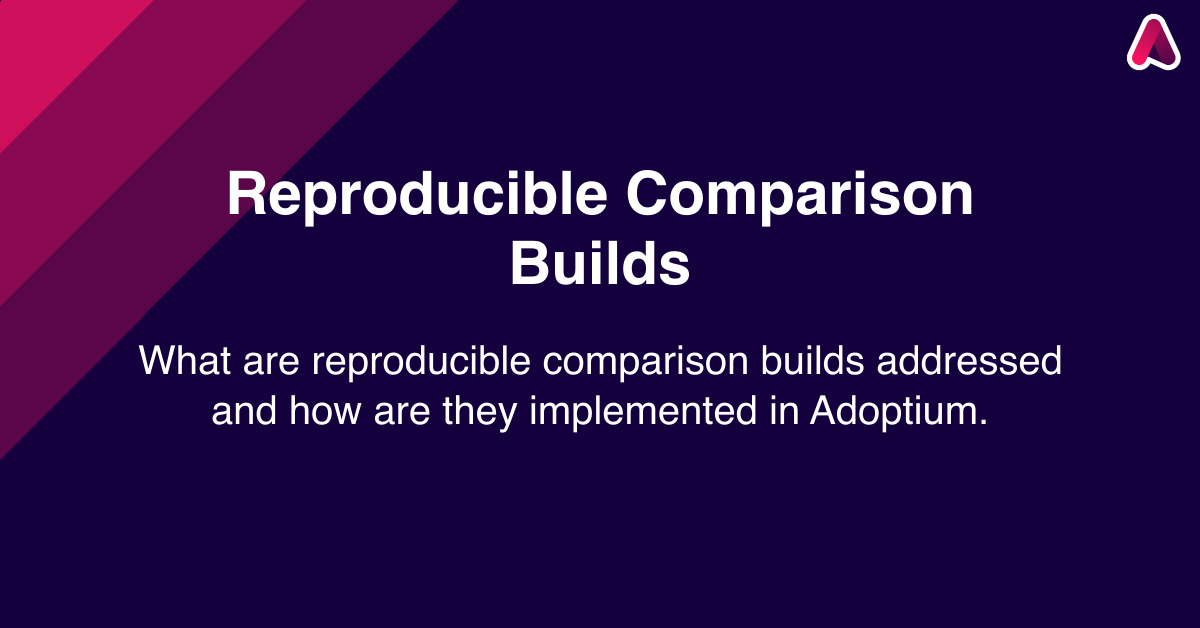 Reproducible Comparison
Builds
What are reproducible comparison builds addressed
and how are they implemented in Adoptium.